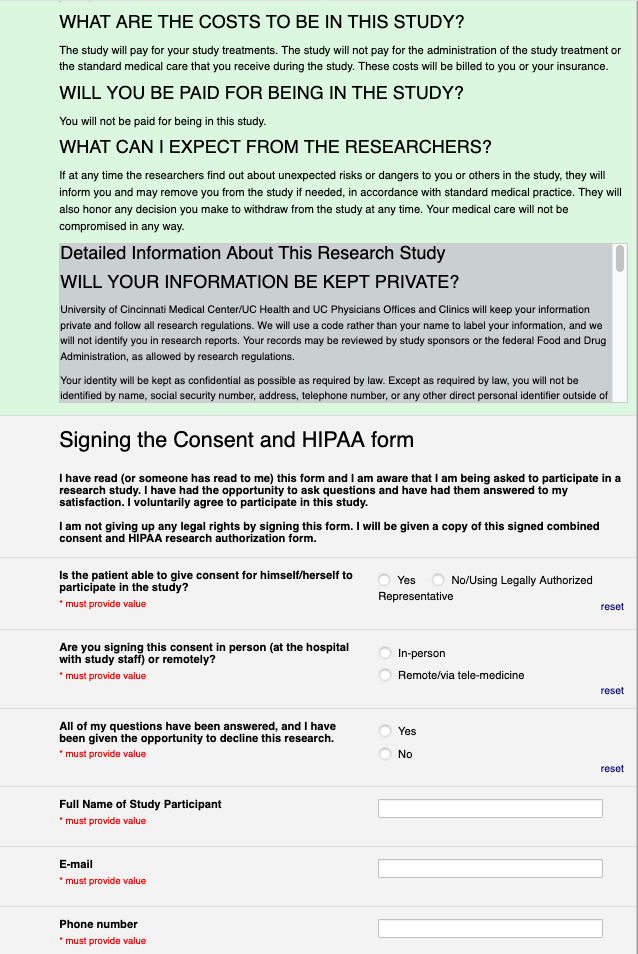 WHAT ARE THE COSTS TO BE IN THIS STUDY?
The study will pay for your study treatments. The study will not pay for the administration of the study treatment or
the standard medical care that you receive during the study. These costs will be billed to you or your insurance.
WILL YOU BE PAID FOR BEING IN THE STUDY?
You will not be paid for being in this study.
WHAT CAN I EXPECT FROM THE RESEARCHERS?
If at any time the researchers find out about unexpected risks or dangers to you or others in the study, they will
inform you and may remove you from the study if needed, in accordance with standard medical practice. They will
also honor any decision you make to withdraw from the study at any time. Your medical care will not be
compromised in any way.
Detailed Information About This Research Study
WILL YOUR INFORMATION BE KEPT PRIVATE?
University of Cincinnati Medical Center/UC Health and UC Physicians Offices and Clinics will keep your information
private and follow all research regulations. We will use a code rather than your name to label your information, and we
will not identify you in research reports. Your records may be reviewed by study sponsors or the federal Food and Drug
Administration, as allowed by research regulations.
Your identity will be kept as confidential as possible as required by law. Except as required by law, you will not be
identified by name, social security number, address, telephone number, or any other direct personal identifier outside of
Signing the Consent and HIPAA form
I have read (or someone has read to me) this form and I am aware that I am being asked to participate in a
research study. I have had the opportunity to ask questions and have had them answered to my
satisfaction. I voluntarily agree to participate in this study.
I am not giving up any legal rights by signing this form. I will be given a copy of this signed combined
consent and HIPAA research authorization form.
Is the patient able to give consent for himself/herself to
participate in the study?
* must provide value
Yes No/Using Legally Authorized
Representative
reset
Are you signing this consent in person (at the hospital
with study staff) or remotely?
* must provide value
In-person
Remote/via tele-medicine
reset
All of my questions have been answered, and I have
been given the opportunity to decline this research.
* must provide value
Yes
No
reset
Full Name of Study Participant
* must provide value
E-mail
* must provide value
Phone number
* must provide value